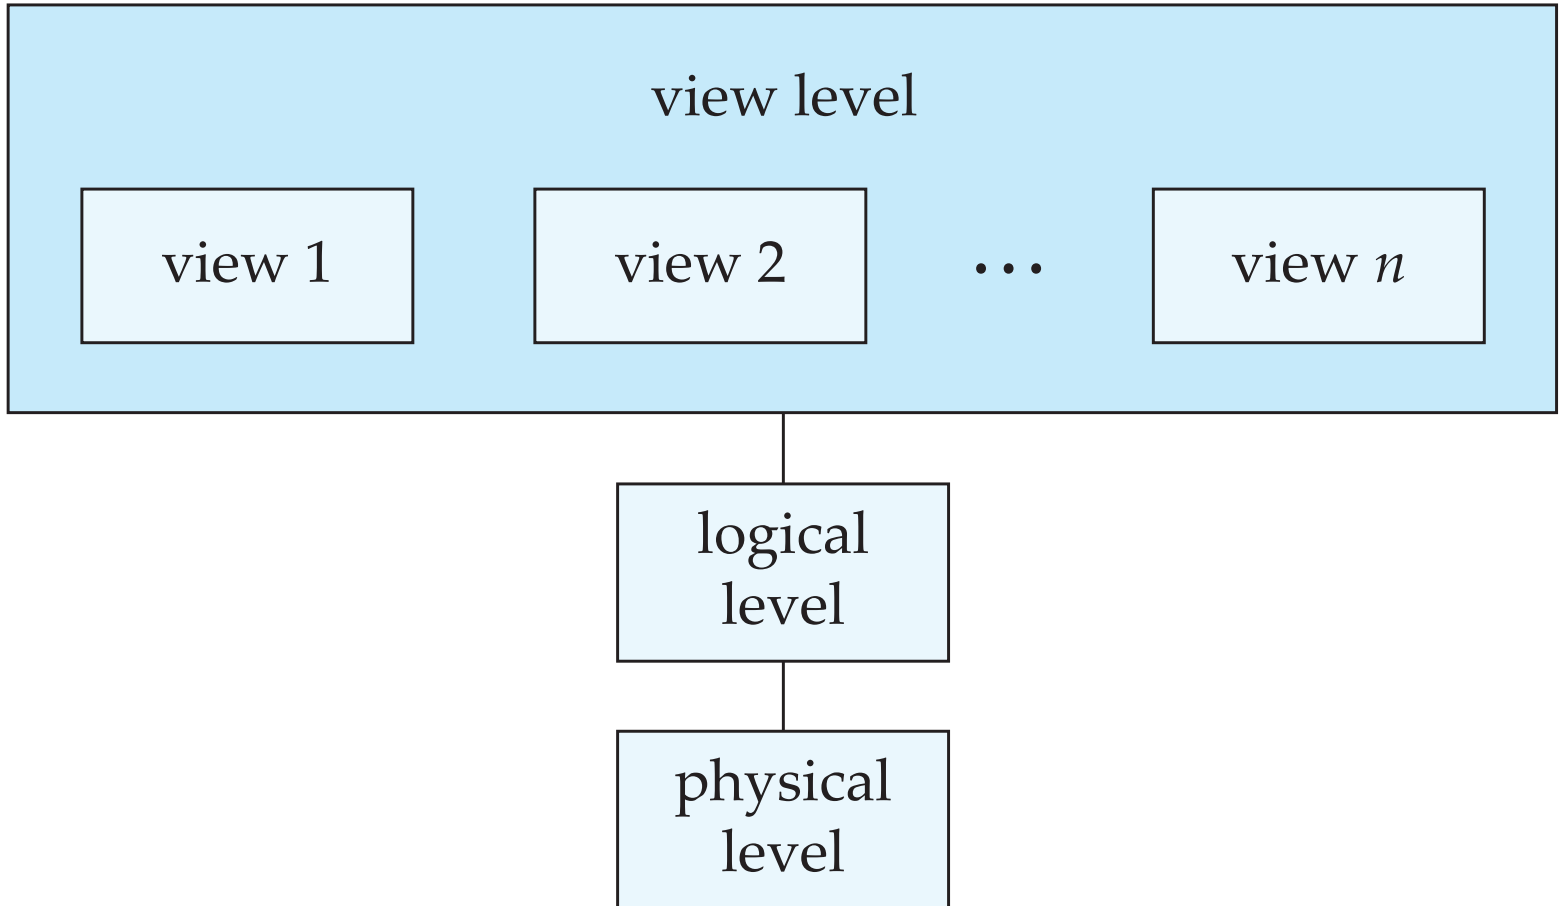 view level
view 1
view 2
...
view n
logical
level
physical
level